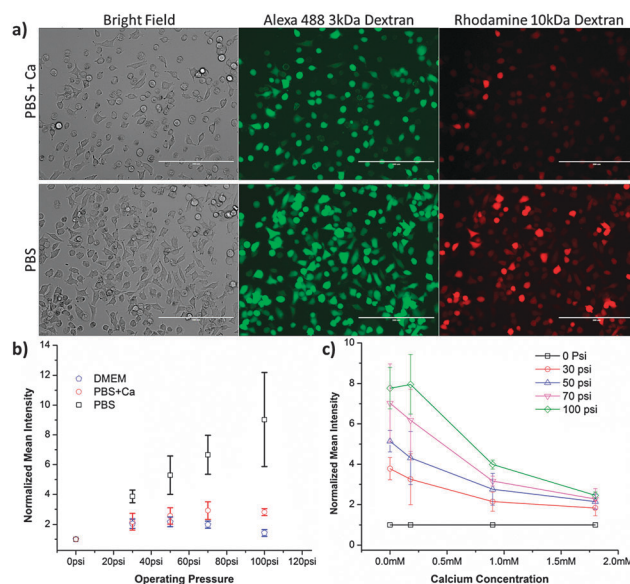 a)
Bright Field
Alexa 488 3kDa Dextran
Rhodamine 10kDa Dextran
PBS + Ca
PBS
b)
14
12
10
8
6
4
2
DMEM
PBS+Ca
PBS
Normalized Mean Intensity
0psi
20psi
40psi
60psi
80psi
100psi
120psi
Operating Pressure
c)
10
8
6
4
2
0
0 Psi
30 psi
50 psi
70 psi
100 psi
Normalized Mean Intensity
0.0mM
0.5mM
1.0mM
1.5mM
2.0mM
Calcium Concentration